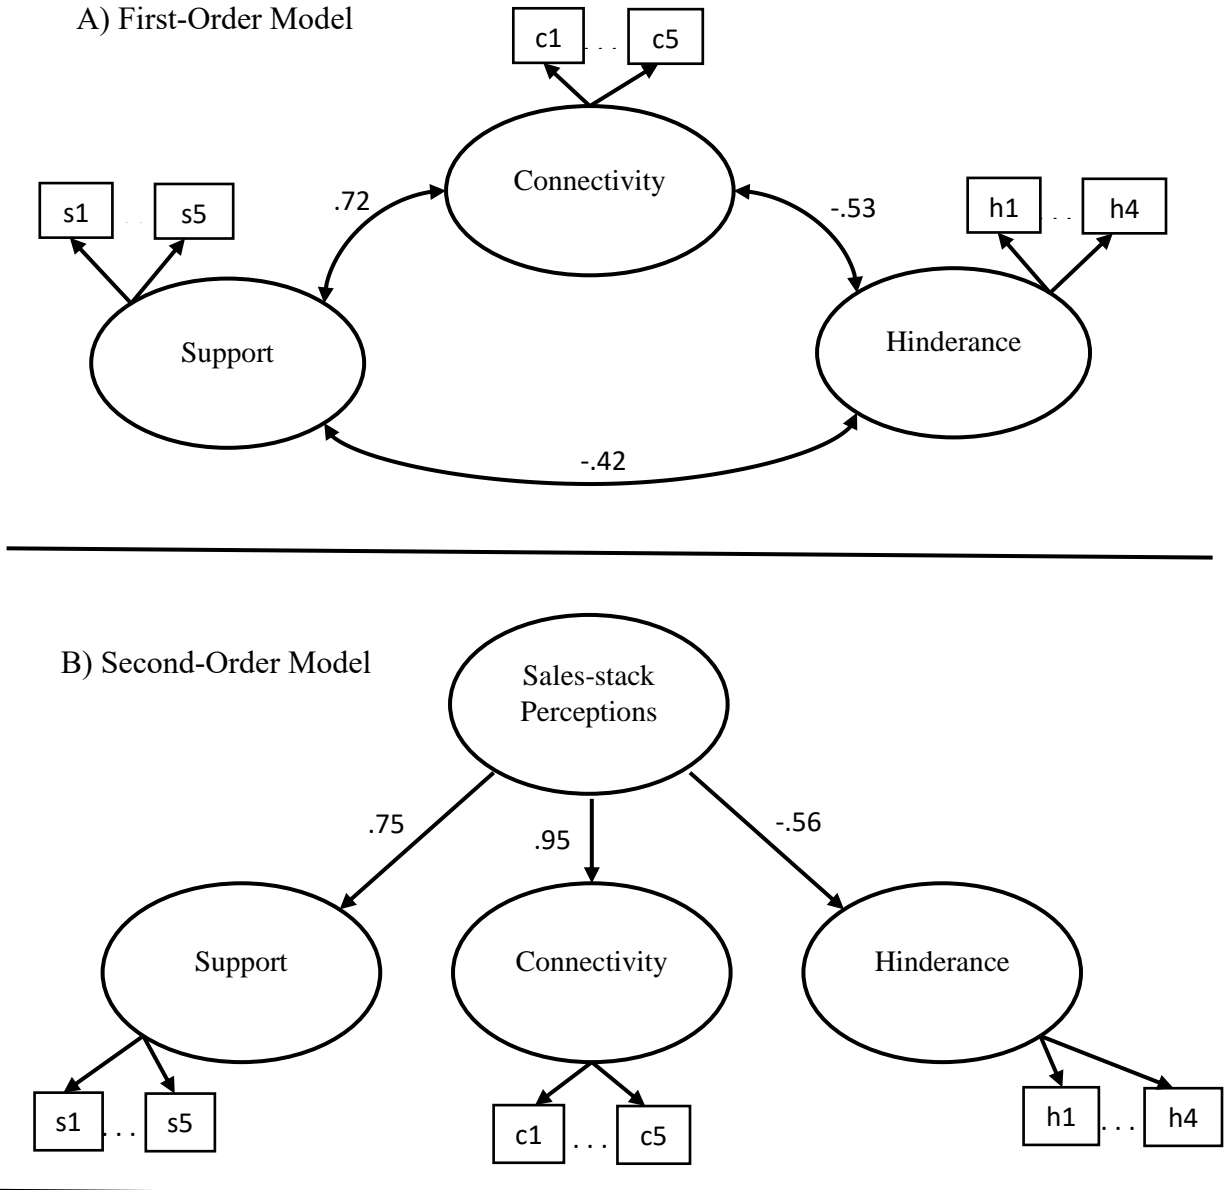 A) First-Order Model
c1 . . . c5
Connectivity
.72
-.53
s1 . . s5
h1 . . . h4
Support
Hinderance
-.42
B) Second-Order Model
Sales-stack
Perceptions
.75
.95
-.56
Support
Connectivity
Hinderance
s1 . . . s5
c1 . . . c5
h1 . . . h4